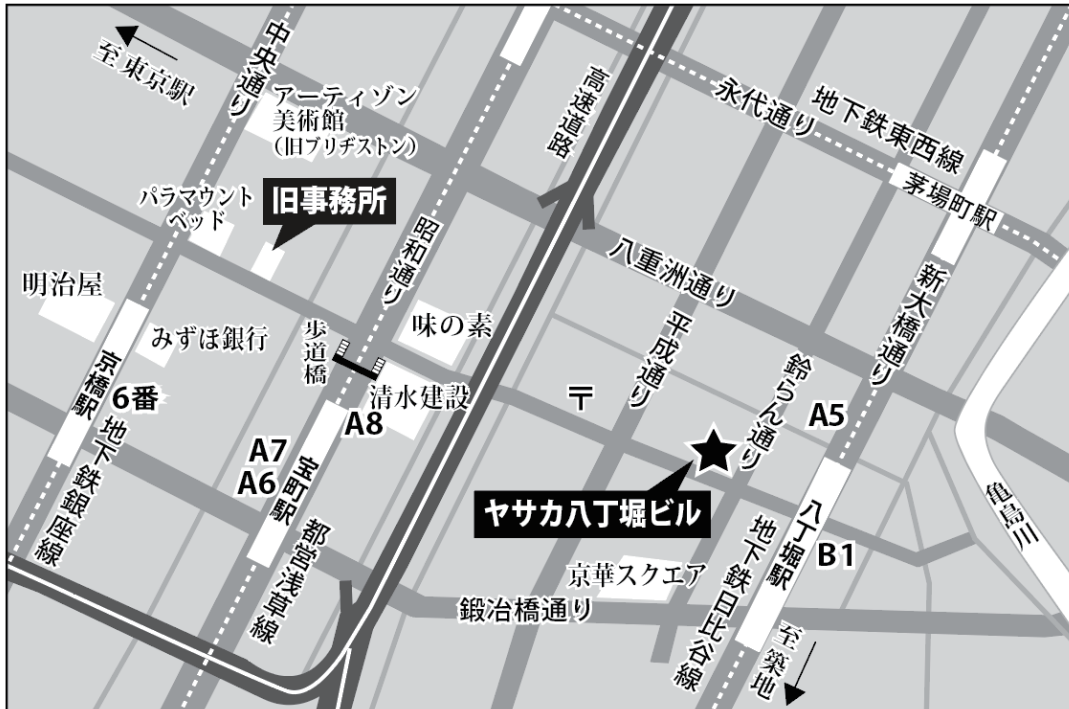 至東京駅
中央通り
アーティゾン
美術館
（旧ブリヂストン）
高速道路
永代通り
地下鉄東西線
茅場町駅
パラマウント
ベッド
旧事務所
昭和通り
八重洲通り
新大橋通り
明治屋
みずほ銀行
歩道橋
味の素
平成通り
鈴らん通り
京橋駅
6番
地下鉄銀座線
清水建設
A8
〒
A5
A7
A6
宝町駅
ヤサカ八丁堀ビル
八丁堀駅
B1
亀島川
都営浅草線
京華スクエア
地下鉄日比谷線
鍛冶橋通り
至築地